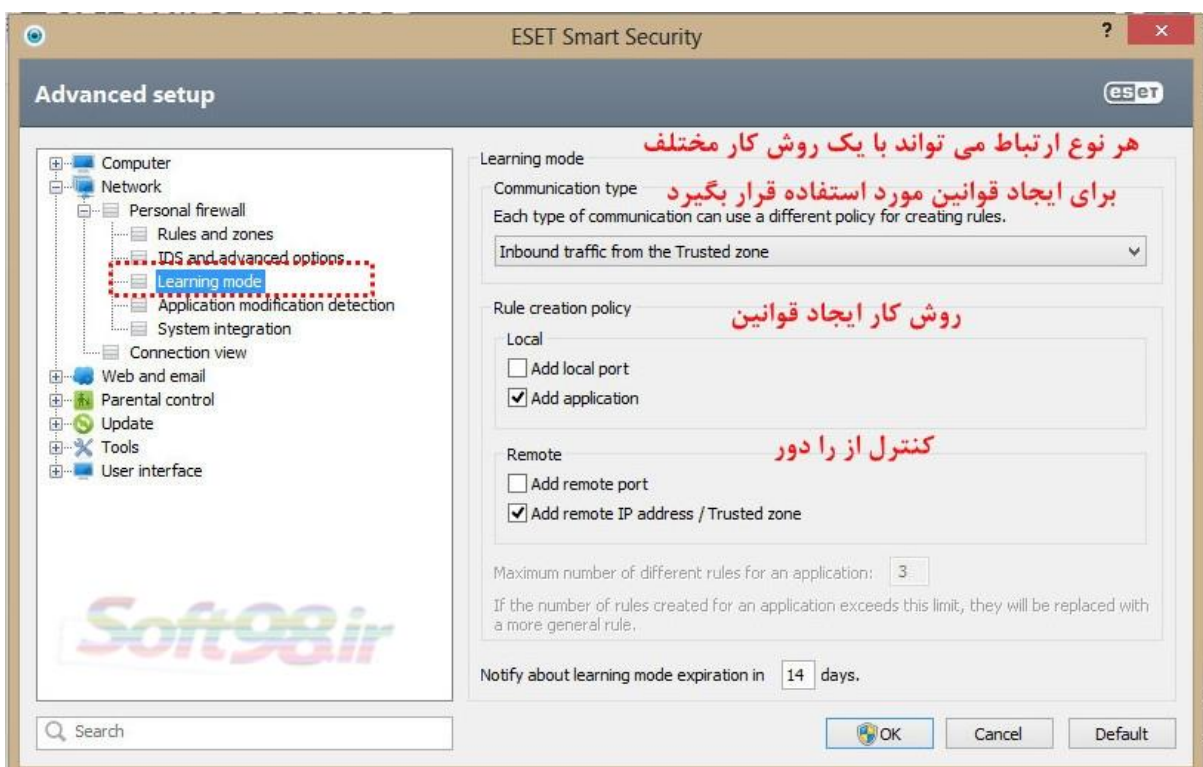 ESET Smart Security
?
×
Advanced setup
eset
Computer
Network
Personal firewall
Rules and zones
IDS and advanced options
Learning mode
Application modification detection
System integration
Connection view
Web and email
Parental control
Update
Tools
User interface
Soft98.ir
Search
هر نوع ارتباط می تواند با یک روش کار مختلف
Learning mode
Communication type
برای ایجاد قوانین مورد استفاده قرار بگیرد
Each type of communication can use a different policy for creating rules.
Inbound traffic from the Trusted zone
Rule creation policy
روش کار ایجاد قوانین
Local
Add local port
Add application
Remote
کنترل از را دور
Add remote port
Add remote IP address / Trusted zone
Maximum number of different rules for an application: 3
If the number of rules created for an application exceeds this limit, they will be replaced with
a more general rule.
Notify about learning mode expiration in 14 days.
OK
Cancel
Default